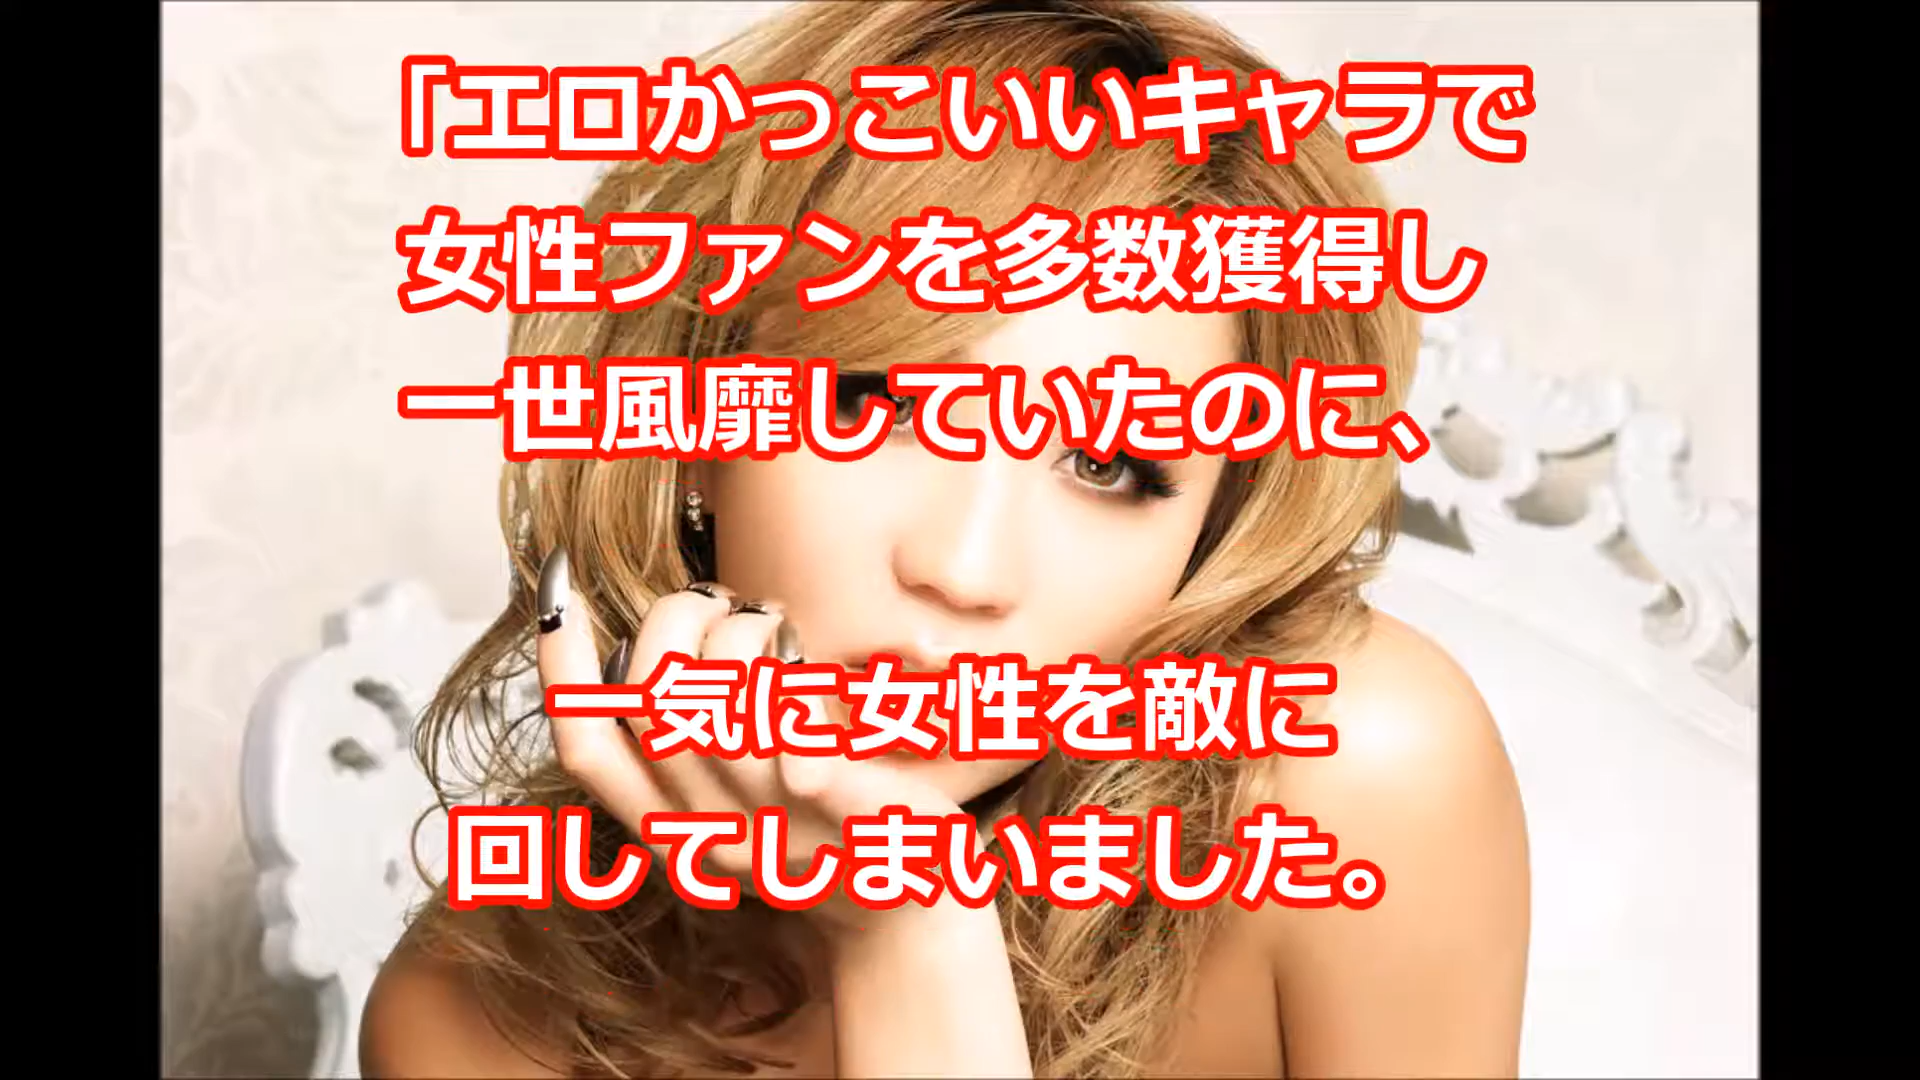 「エロかっこいいキャラで
女性ファンを多数獲得し
一世風靡していたのに、
一気に女性を敵に
回してしまいました。